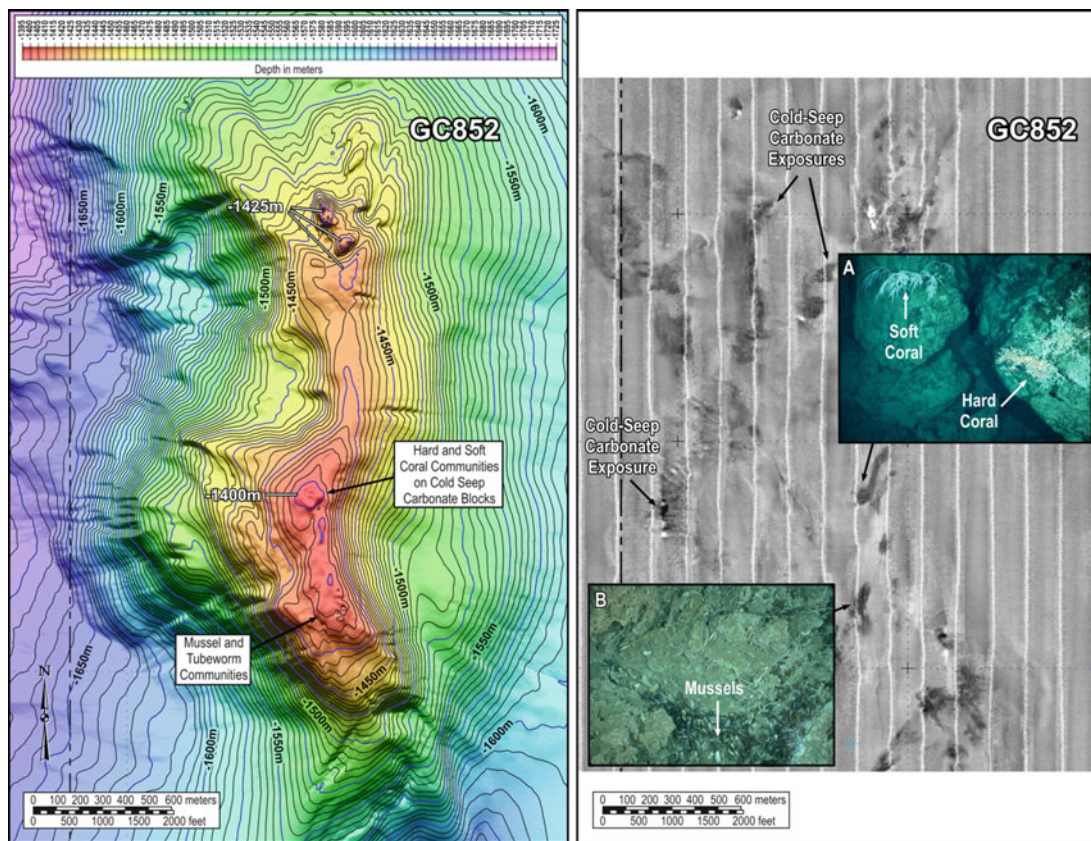 Depth in meters
GC852
-1600m
-1650m
-1600m
-1550m
-1425m
-1550m
-1500m
-1450m
-1500m
-1450m
Hard and Soft
Coral Communities
on Cold Seep
Carbonate Blocks
-1400m
-1500m
Mussel and
Tubeworm
Communities
-1550m
-1650m
-1450m
N
-1500m
-1550m
-1600m
-1600m
0 100 200 300 400 500 600 meters
0 500 1000 1500 2000 feet
GC852
Cold-Seep
Carbonate
Exposures
A
Soft
Coral
Hard
Coral
Cold-Seep
Carbonate
Exposure
B
Mussels
0 100 200 300 400 500 600 meters
0 500 1000 1500 2000 feet